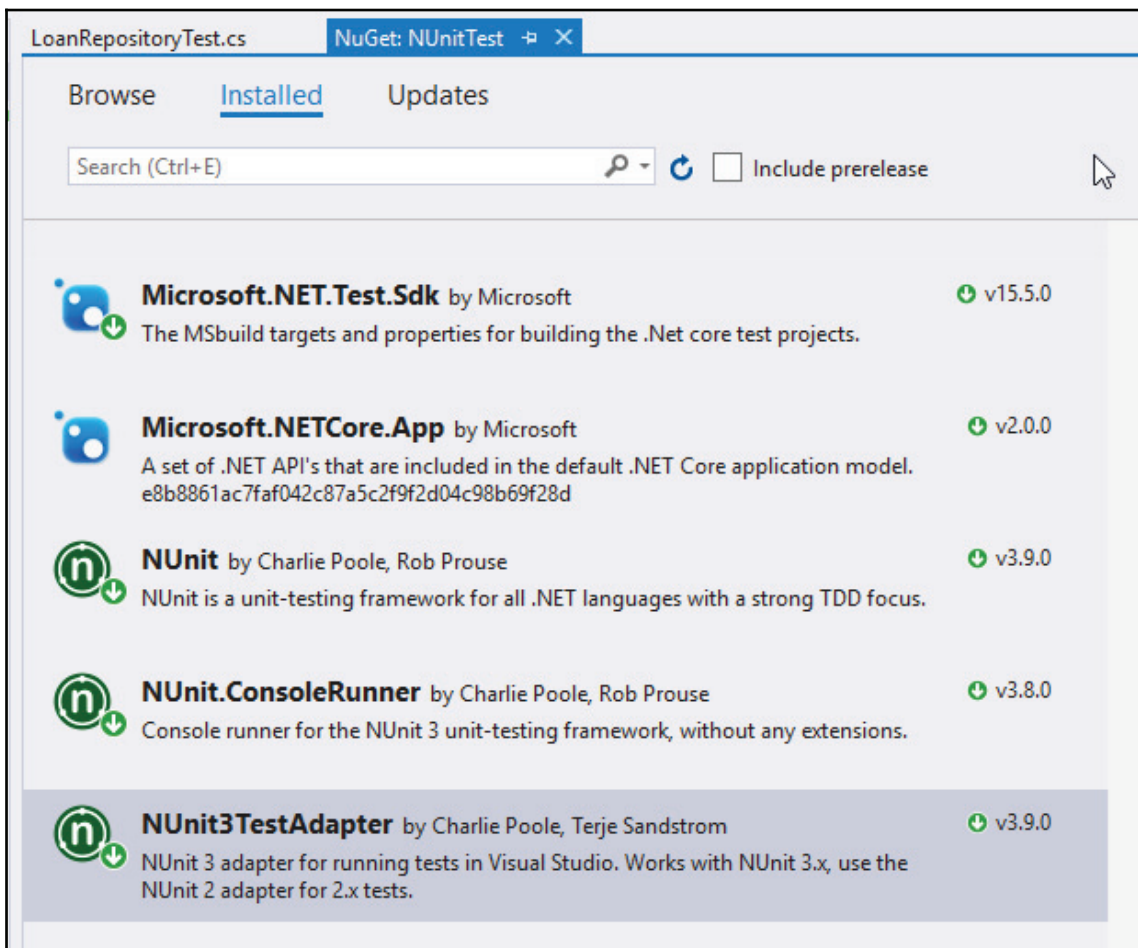 LoanRepositoryTest.cs NuGet: NUnitTest
Browse Installed Updates
Search (Ctrl+E) Include prerelease
Microsoft.NET.Test.Sdk by Microsoft v15.5.0
The MSbuild targets and properties for building the .Net core test projects.
Microsoft.NETCore.App by Microsoft v2.0.0
A set of .NET API's that are included in the default .NET Core application model.
e8b8861ac7faf042c87a5c2f9f2d04c98b69f28d
NUnit by Charlie Poole, Rob Prouse v3.9.0
NUnit is a unit-testing framework for all .NET languages with a strong TDD focus.
NUnit.ConsoleRunner by Charlie Poole, Rob Prouse v3.8.0
Console runner for the NUnit 3 unit-testing framework, without any extensions.
NUnit3TestAdapter by Charlie Poole, Terje Sandstrom v3.9.0
NUnit 3 adapter for running tests in Visual Studio. Works with NUnit 3.x, use the
NUnit 2 adapter for 2.x tests.